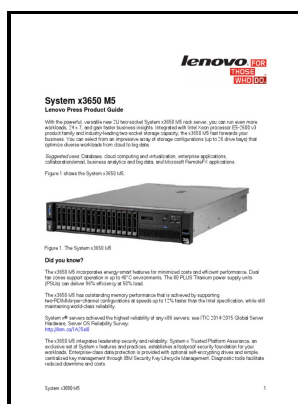 lenovo FOR
THOSE
WHO DO.
System x3650 M5
Lenovo Press Product Guide
With the powerful, versatile new 2U two-socket System x3650 M5 rack server, you can run even more
workloads, 24 x 7, and gain faster business insights. Integrated with Intel Xeon processor E5-2600 v3
product family and industry-leading two-socket storage capacity, the x3650 M5 fast forwards your
business. You can select from an impressive array of storage configurations (up to 28 drive bays) that
optimize diverse workloads from cloud to big data.
Suggested uses: Database, cloud computing and virtualization, enterprise applications,
collaboration/email, business analytics and big data, and Microsoft RemoteFX applications.
Figure 1 shows the System x3650 M5.
Figure 1. The System x3650 M5
Did you know?
The x3650 M5 incorporates energy-smart features for minimized costs and efficient performance. Dual
fan zones support operation in up to 40°C environments. The 80 PLUS Titanium power supply units
(PSUs) can deliver 96% efficiency at 50% load.
The x3650 M5 has outstanding memory performance that is achieved by supporting
two-RDIMMs-per-channel configurations at speeds up to 12% faster than the Intel specification, while still
maintaining world-class reliability.
System x® servers achieved the highest reliability of any x86 servers; see ITIC 2014-2015 Global Server
Hardware, Server OS Reliability Survey:
The x3650 M5 integrates leadership security and reliability. System x Trusted Platform Assurance, an
exclusive set of System x features and practices, establishes a foolproof security foundation for your
workloads. Enterprise-class data protection is provided with optional self-encrypting drives and simple,
centralized key management through IBM Security Key Lifecycle Management. Diagnostic tools facilitate
reduced downtime and costs.
System x3650 M5 1